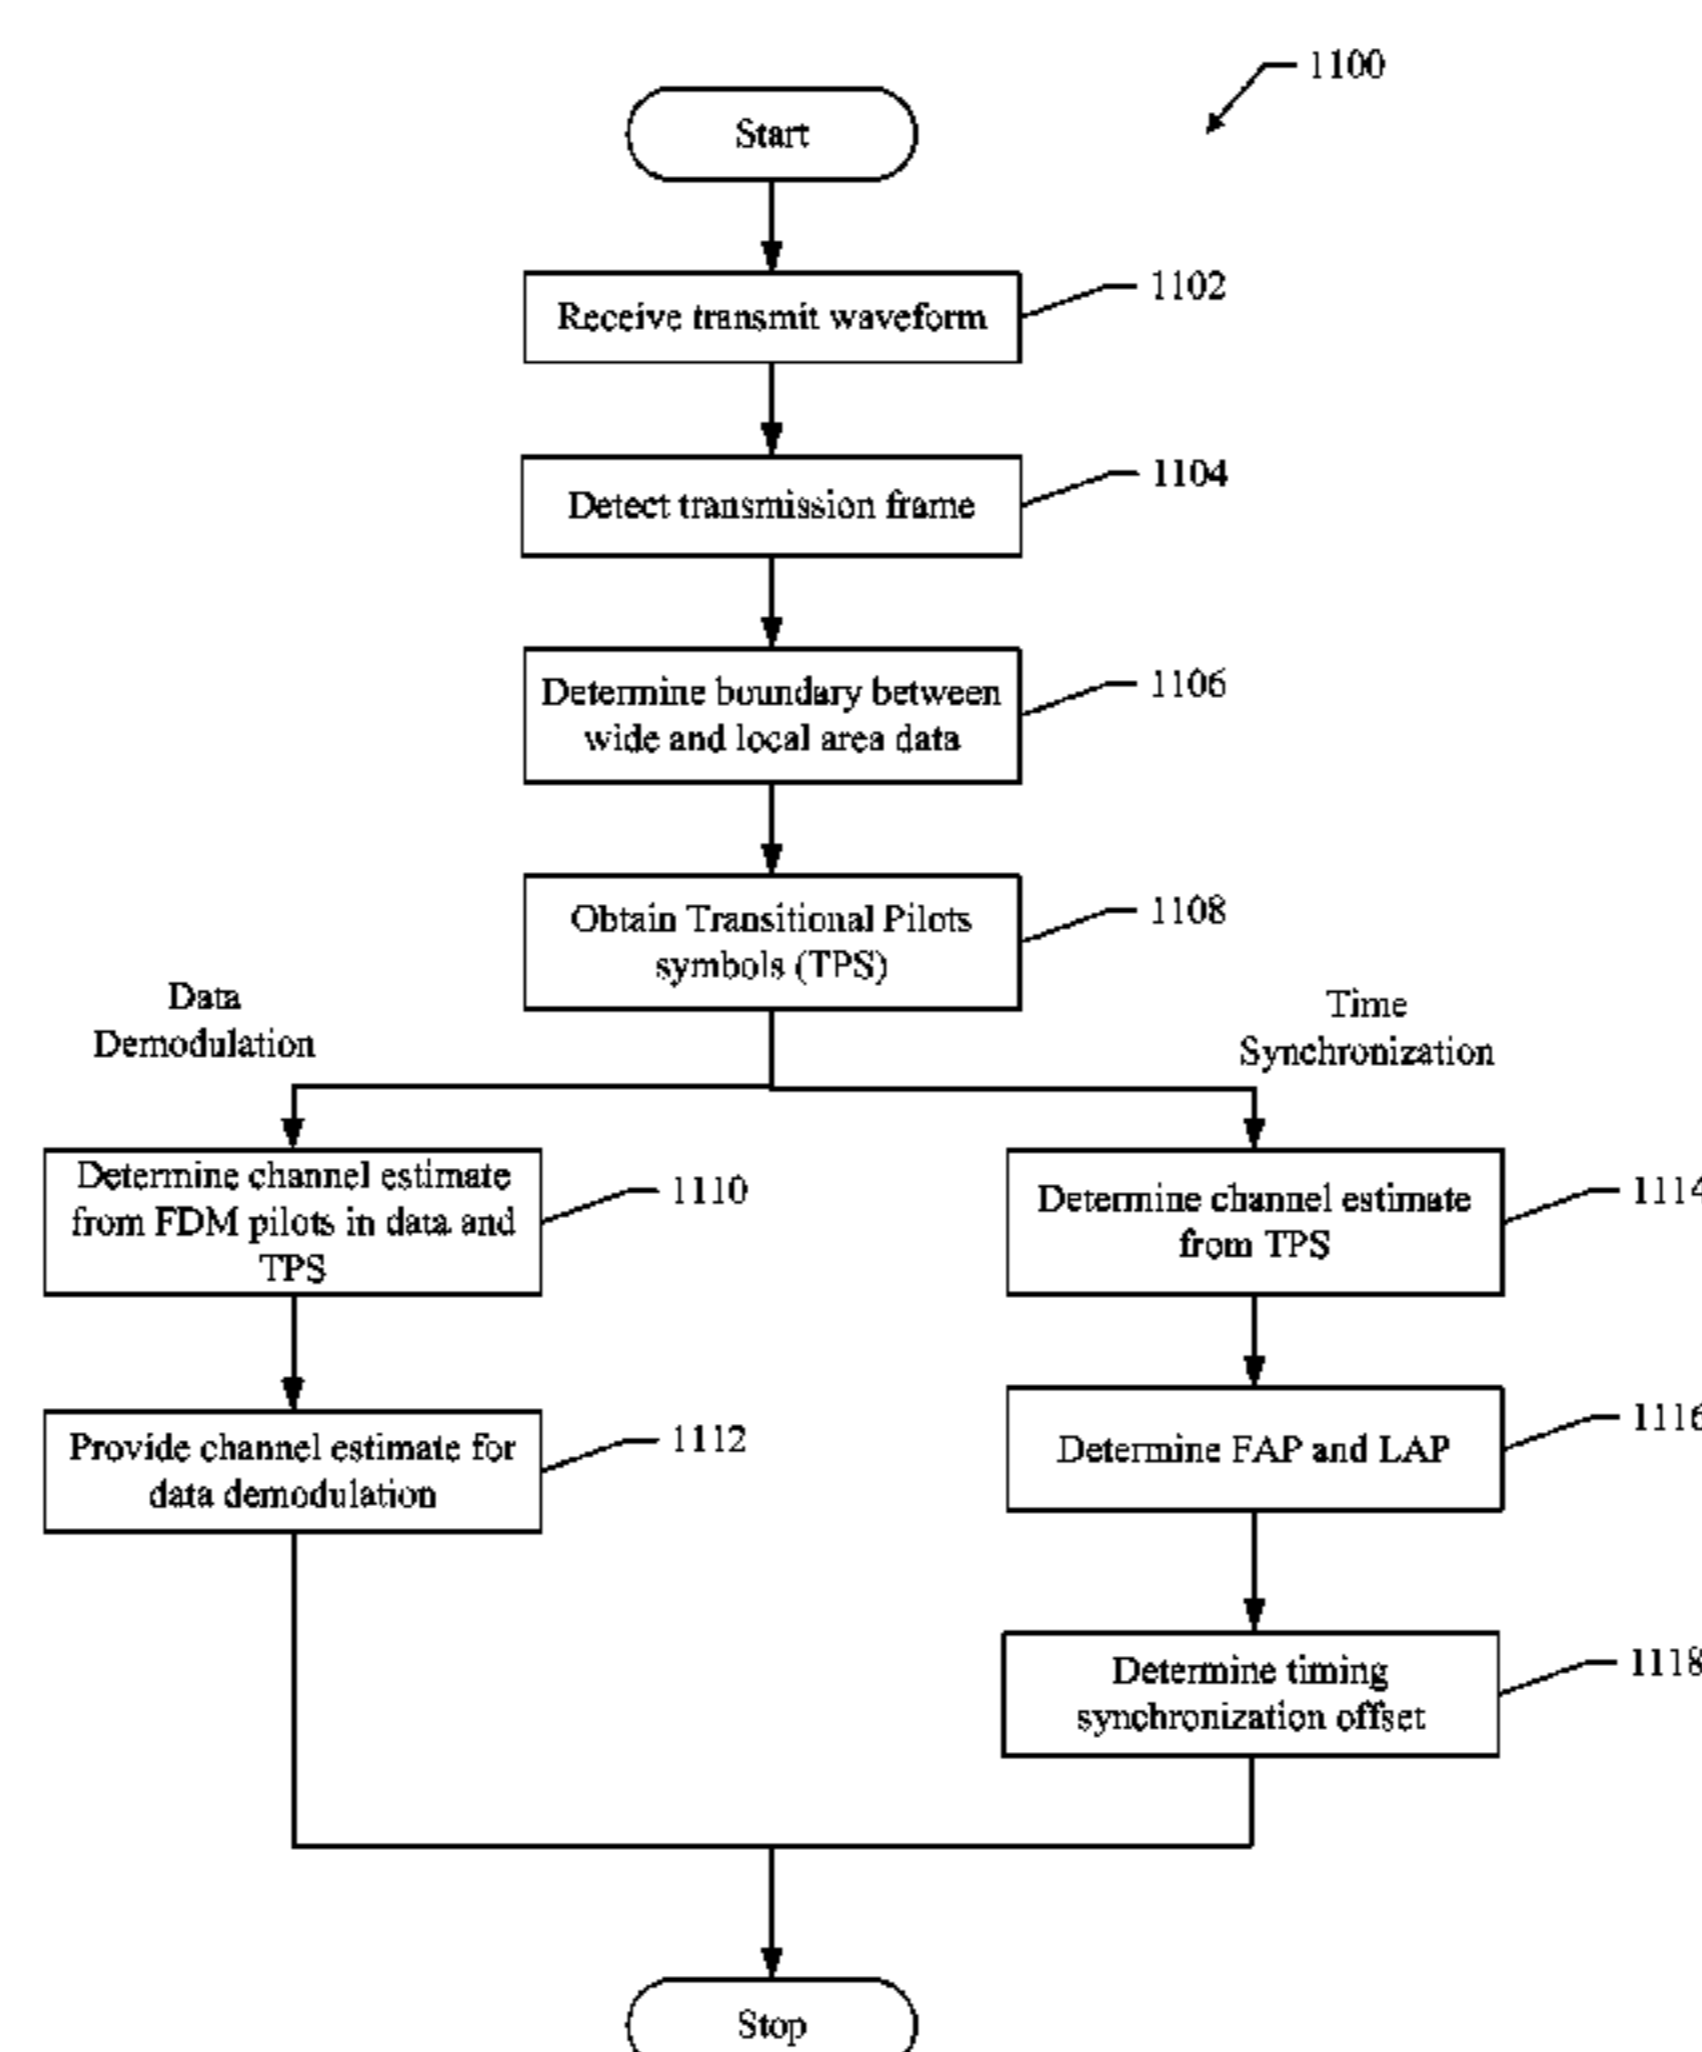 1100
Start
Receive transmit waveform
1102
Detect transmission frame
1104
Determine boundary between
wide and local area data
1106
Obtain Transitional Pilots
symbols (TPS)
1108
Data
Demodulation
Time
Synchronization
Determine channel estimate
from FDM pilots in data and
TPS
1110
Provide channel estimate for
data demodulation
1112
Determine channel estimate
from TPS
1114
Determine FAP and LAP
1116
Determine timing
synchronization offset
1118
Stop